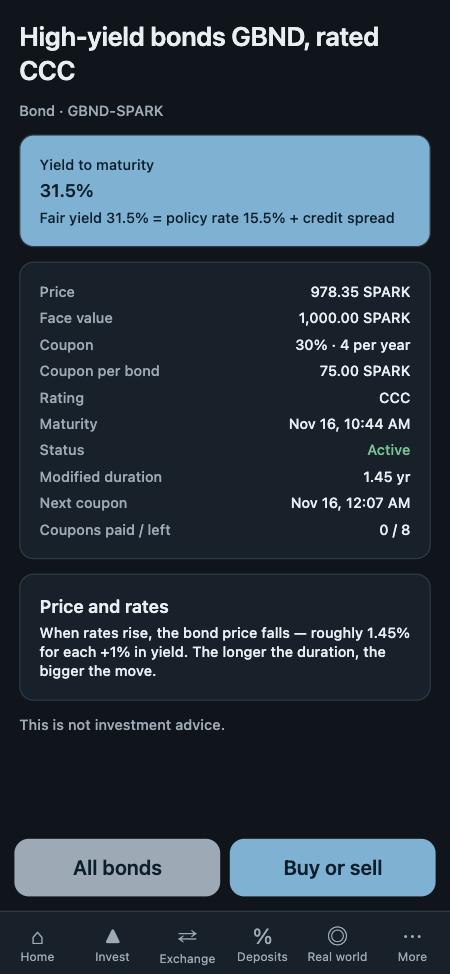 High-yield bonds GBND, rated
CCC
Bond · GBND-SPARK
Yield to maturity
31.5%
Fair yield 31.5% = policy rate 15.5% + credit spread
Price 978.35 SPARK
Face value 1,000.00 SPARK
Coupon 30% · 4 per year
Coupon per bond 75.00 SPARK
Rating CCC
Maturity Nov 16, 10:44 AM
Status Active
Modified duration 1.45 yr
Next coupon Nov 16, 12:07 AM
Coupons paid / left 0 / 8
Price and rates
When rates rise, the bond price falls — roughly 1.45%
for each +1% in yield. The longer the duration, the
bigger the move.
This is not investment advice.
All bonds Buy or sell
Home Invest Exchange Deposits Real world More